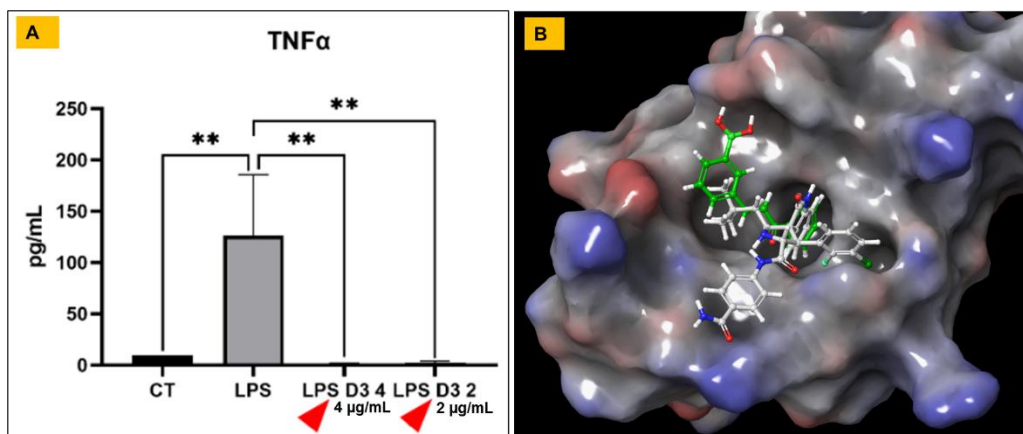 A
TNFα
pg/mL
250
200
150
100
50
0
** ** **
CT LPS LPS D3 4 LPS D3 2
4 µg/mL 2 µg/mL
B